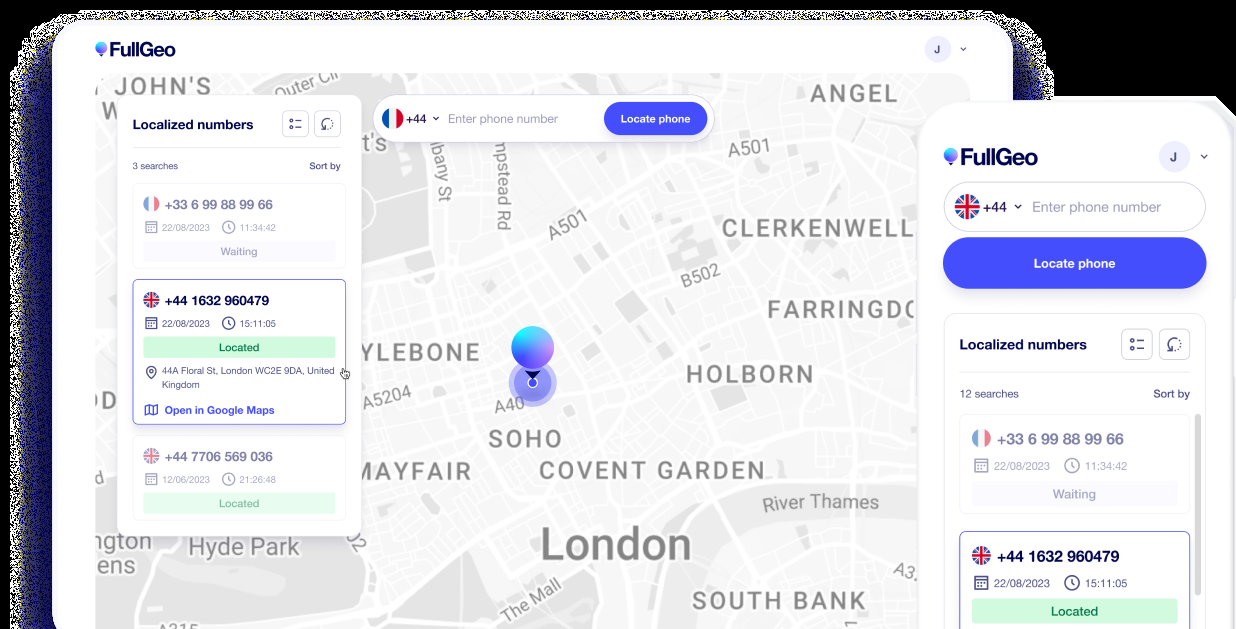 FullGeo
J
JOHN'S
W
Outer Cir
ANGEL
Localized numbers
+44
Enter phone number
Locate phone
3 searches
Sort by
+33 6 99 88 99 66
22/08/2023
11:34:42
Waiting
+44 1632 960479
22/08/2023
15:11:05
Located
44A Floral St, London WC2E 9DA, United
Kingdom
Open in Google Maps
+44 7706 569 036
12/06/2023
21:26:48
Located
t's
bany St
mpstead Rd
A501
A501
CLERKENWELL
B502
FARRINGDO
YLEBONE
HOLBORN
A5204
A40
SOHO
D
d
MAYFAIR
COVENT GARDEN
River Thames
London
ngton
ens
Hyde Park
The Mall
A3,
SOUTH BANK
A315
FullGeo
J
+44
Enter phone number
Locate phone
Localized numbers
12 searches
Sort by
+33 6 99 88 99 66
22/08/2023
11:34:42
Waiting
+44 1632 960479
22/08/2023
15:11:05
Located